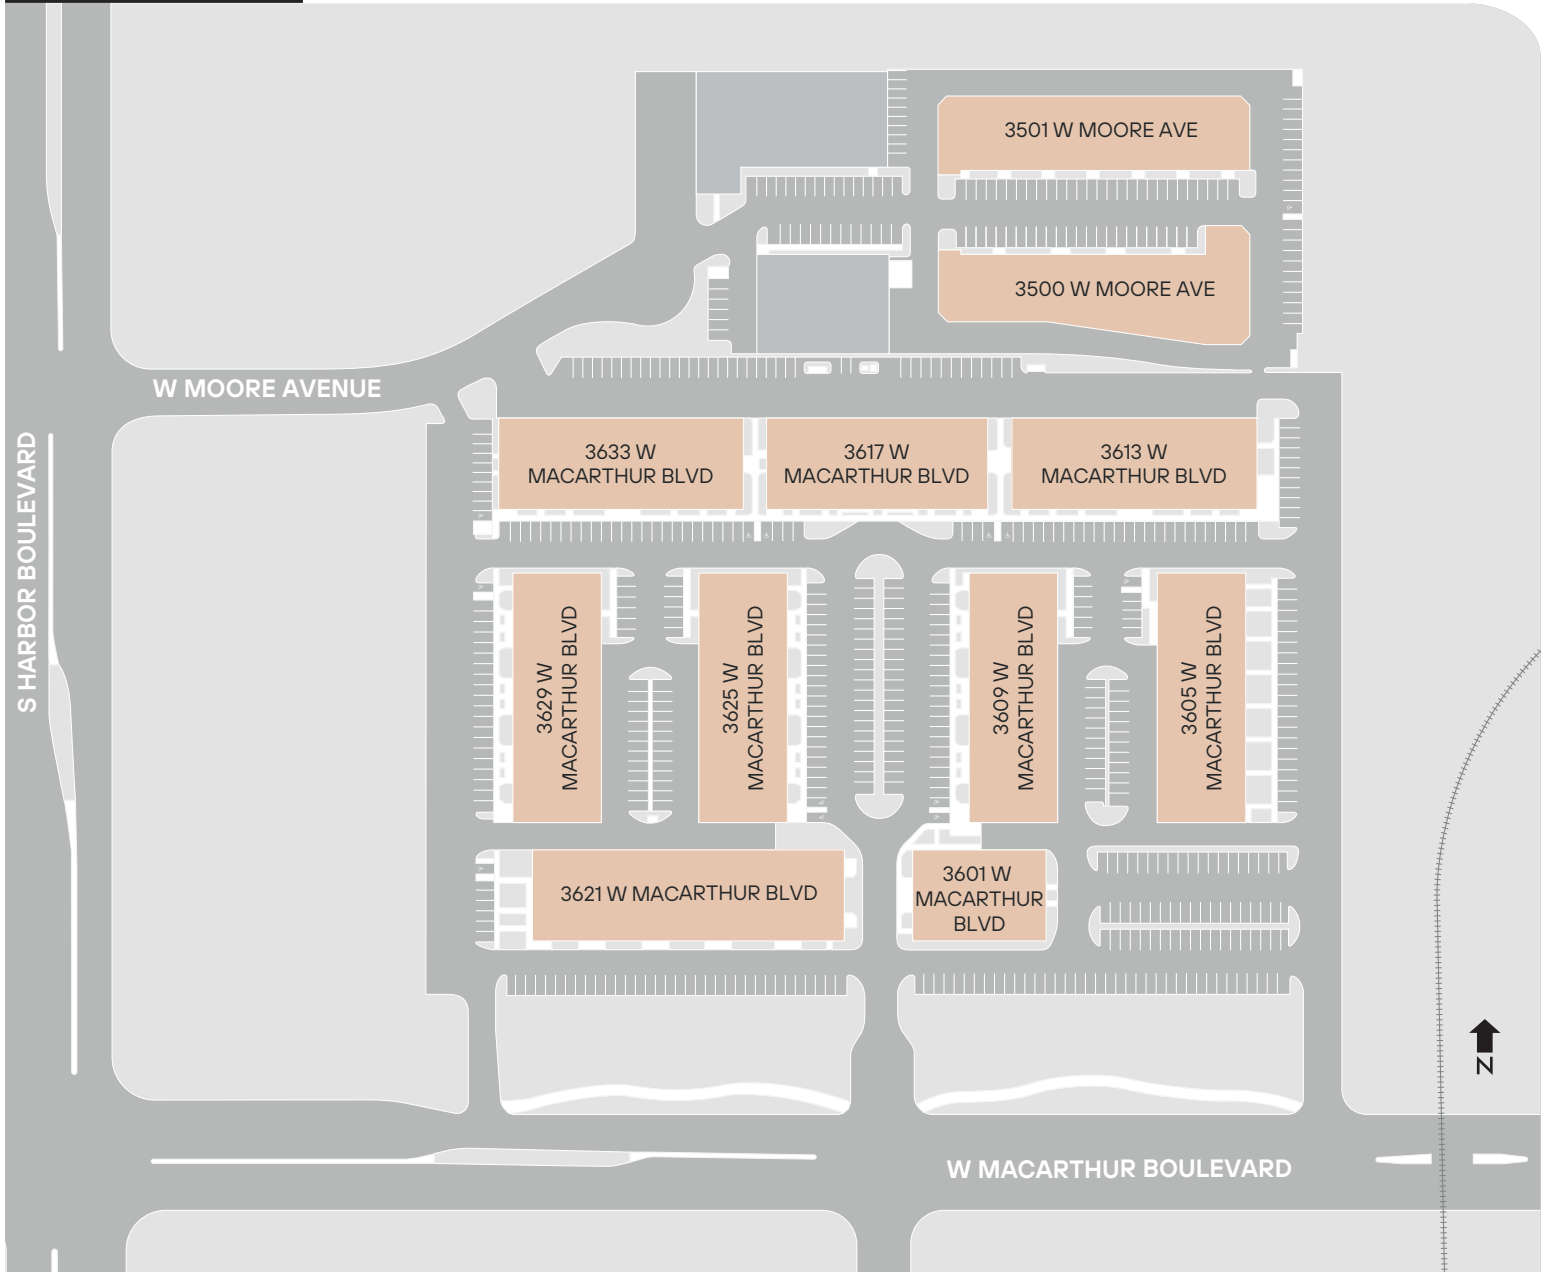 3501 W MOORE AVE
3500 W MOORE AVE
W MOORE AVENUE
3633 W
MACARTHUR BLVD
3617 W
MACARTHUR BLVD
3613 W
MACARTHUR BLVD
S HARBOR BOULEVARD
3629 W
MACARTHUR BLVD
3625 W
MACARTHUR BLVD
3609 W
MACARTHUR BLVD
3605 W
MACARTHUR BLVD
3621 W MACARTHUR BLVD
3601 W
MACARTHUR
BLVD
N
W MACARTHUR BOULEVARD